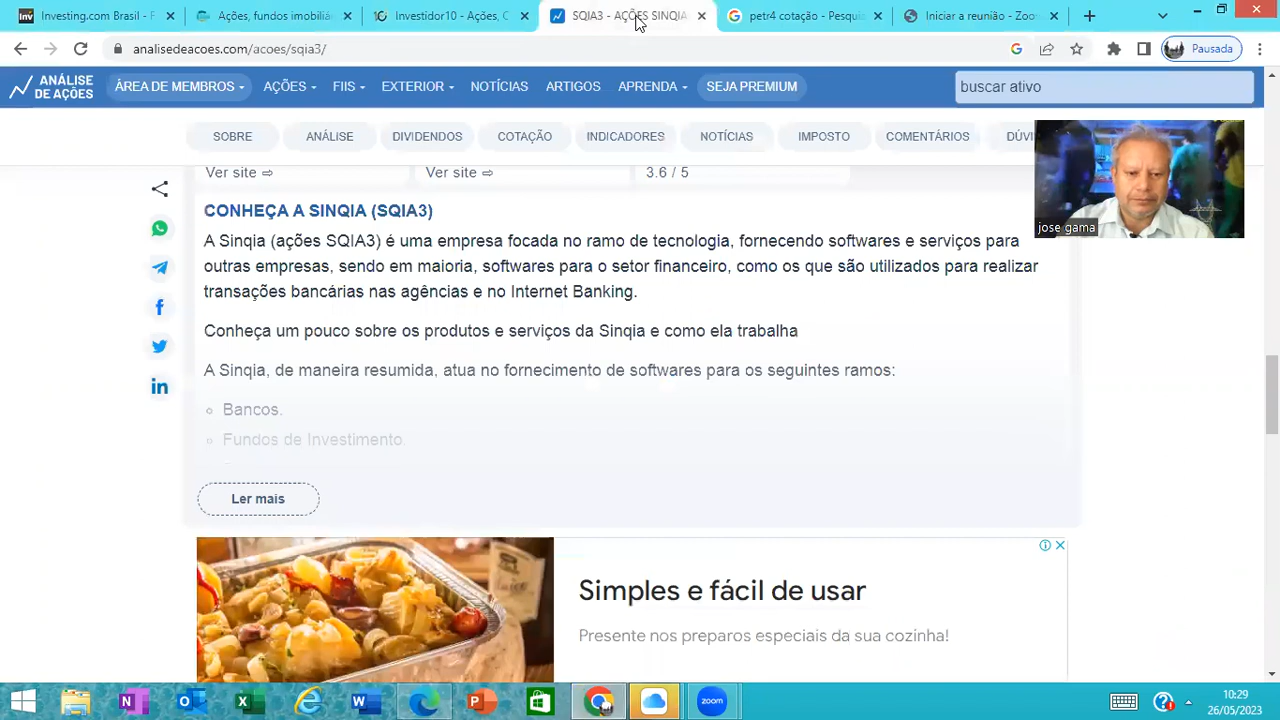 Investing.com Brasil - F
Ações, fundos imobiliá
Investidor10 - Ações, C
SQIA3 - AÇÕES SINQIA
petr4 cotação - Pesqui
Iniciar a reunião - Zoo
analisedeacoes.com/acoes/sqia3/
Pausada
ANÁLISE
DE AÇÕES
ÁREA DE MEMBROS
AÇÕES
FIIS
EXTERIOR
NOTÍCIAS
ARTIGOS
APRENDA
SEJA PREMIUM
buscar ativo
SOBRE
ANÁLISE
DIVIDENDOS
COTAÇÃO
INDICADORES
NOTÍCIAS
IMPOSTO
COMENTÁRIOS
DÚVI
Ver site ⇨
Ver site ⇨
3.6 / 5
jose gama
CONHEÇA A SINQIA (SQIA3)
A Sinqia (ações SQIA3) é uma empresa focada no ramo de tecnologia, fornecendo softwares e serviços para
outras empresas, sendo em maioria, softwares para o setor financeiro, como os que são utilizados para realizar
transações bancárias nas agências e no Internet Banking.
Conheça um pouco sobre os produtos e serviços da Sinqia e como ela trabalha
A Sinqia, de maneira resumida, atua no fornecimento de softwares para os seguintes ramos:
Bancos.
Fundos de Investimento.
Ler mais
Simples e fácil de usar
Presente nos preparos especiais da sua cozinha!
zoom
10:29
26/05/2023